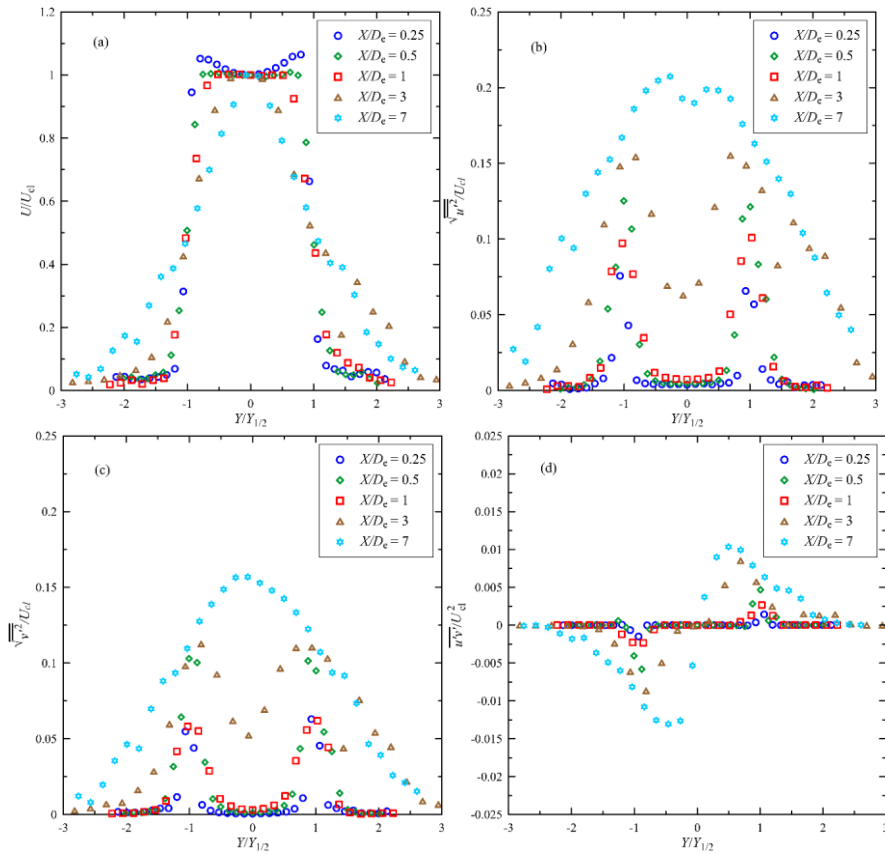 (a)
X/Dₑ = 0.25
X/Dₑ = 0.5
X/Dₑ = 1
X/Dₑ = 3
X/Dₑ = 7
U/U_cl
1.2
1
0.8
0.6
0.4
0.2
0
-3 -2 -1 0 1 2 3
Y/Y₁/₂
(b)
X/Dₑ = 0.25
X/Dₑ = 0.5
X/Dₑ = 1
X/Dₑ = 3
X/Dₑ = 7
√u′²/U_cl
0.25
0.2
0.15
0.1
0.05
0
-3 -2 -1 0 1 2 3
Y/Y₁/₂
(c)
X/Dₑ = 0.25
X/Dₑ = 0.5
X/Dₑ = 1
X/Dₑ = 3
X/Dₑ = 7
√v′²/U_cl
0.25
0.2
0.15
0.1
0.05
0
-3 -2 -1 0 1 2 3
Y/Y₁/₂
(d)
X/Dₑ = 0.25
X/Dₑ = 0.5
X/Dₑ = 1
X/Dₑ = 3
X/Dₑ = 7
u′v′/U²_cl
0.025
0.02
0.015
0.01
0.005
0
-0.005
-0.01
-0.015
-0.02
-0.025
-3 -2 -1 0 1 2 3
Y/Y₁/₂